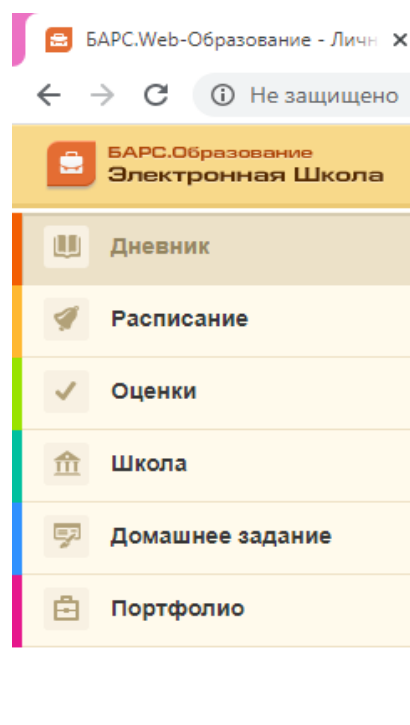 БАРС.Web-Образование - Личн
Не защищено
БАРС.Образование
Электронная Школа
Дневник
Расписание
Оценки
Школа
Домашнее задание
Портфолио